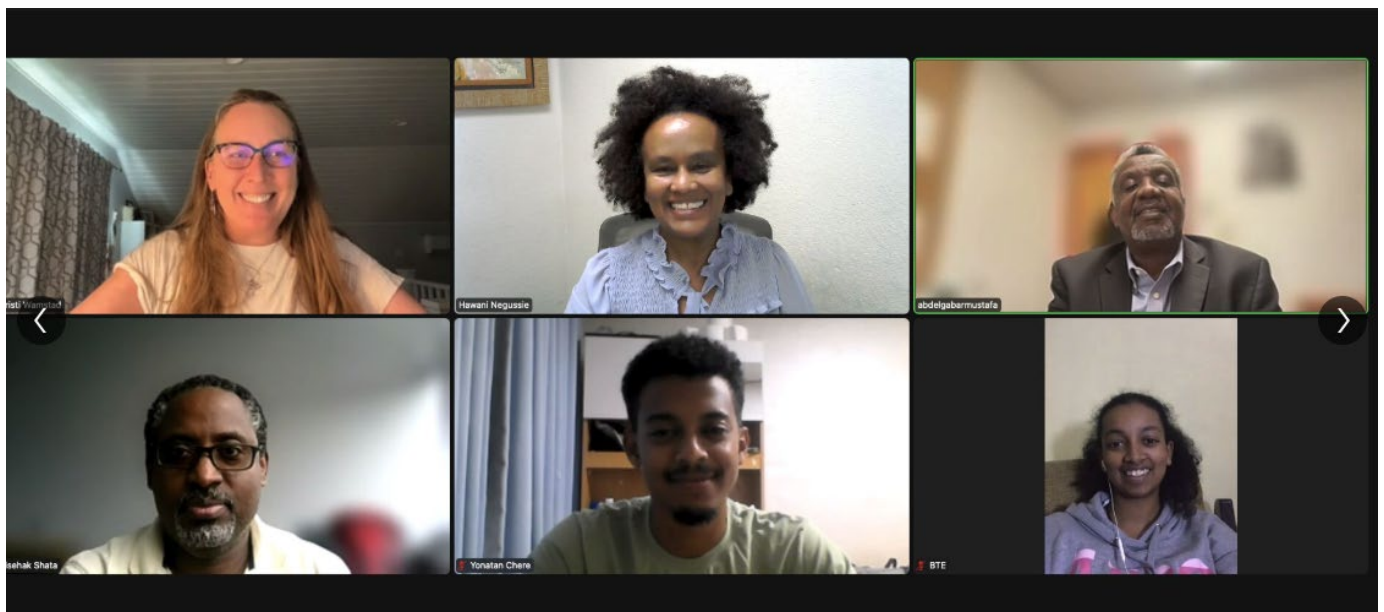 risti Wamstad
Hawani Negussie
abdelgabarmustafa
isehak Shata
Yonatan Chere
BTE